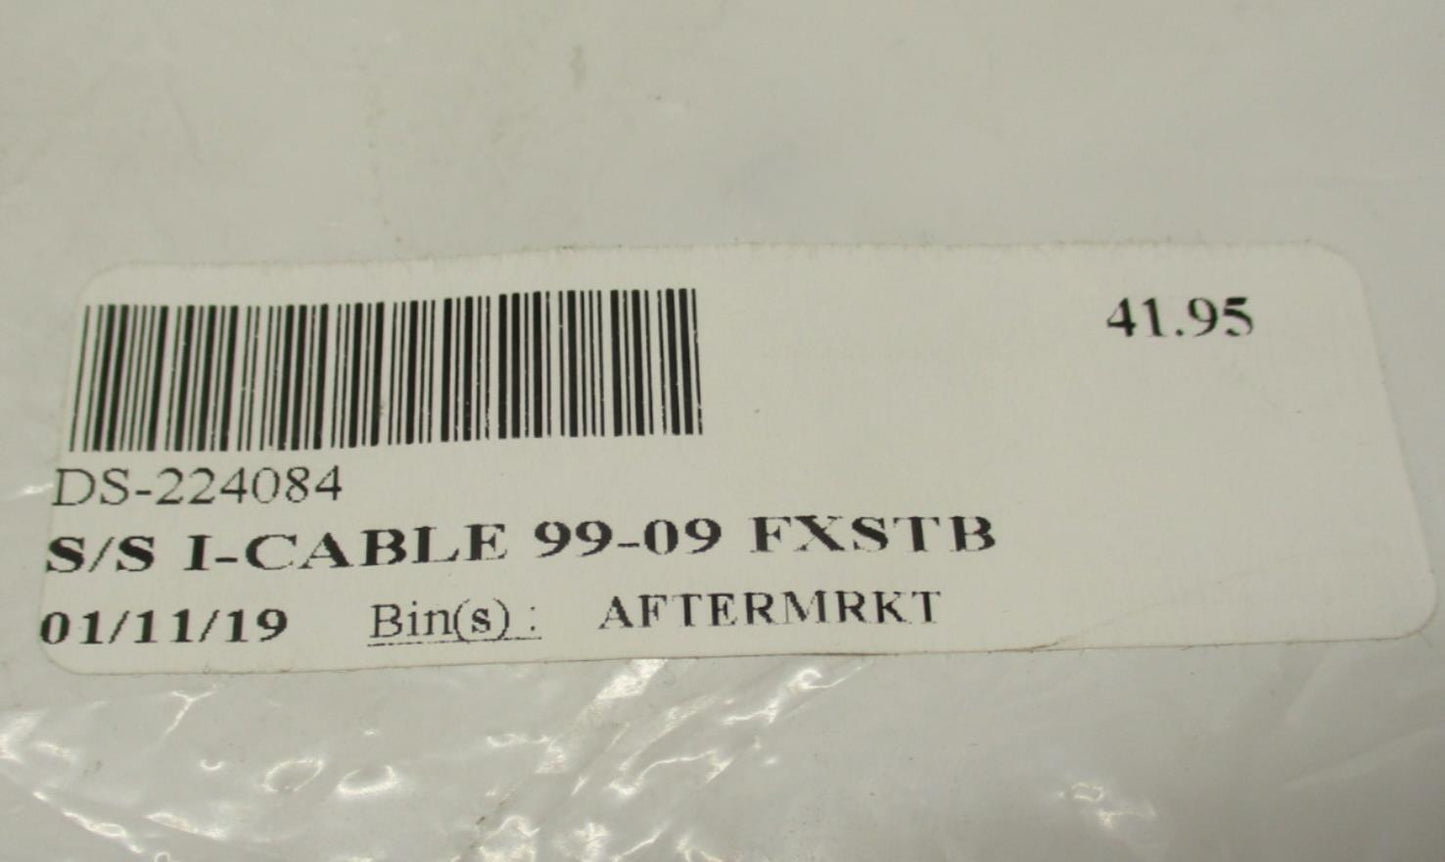 41.95
DS-224084
S/S I-CABLE 99-09 FXSTB
01/11/19 Bin(s): AFTERMRKT